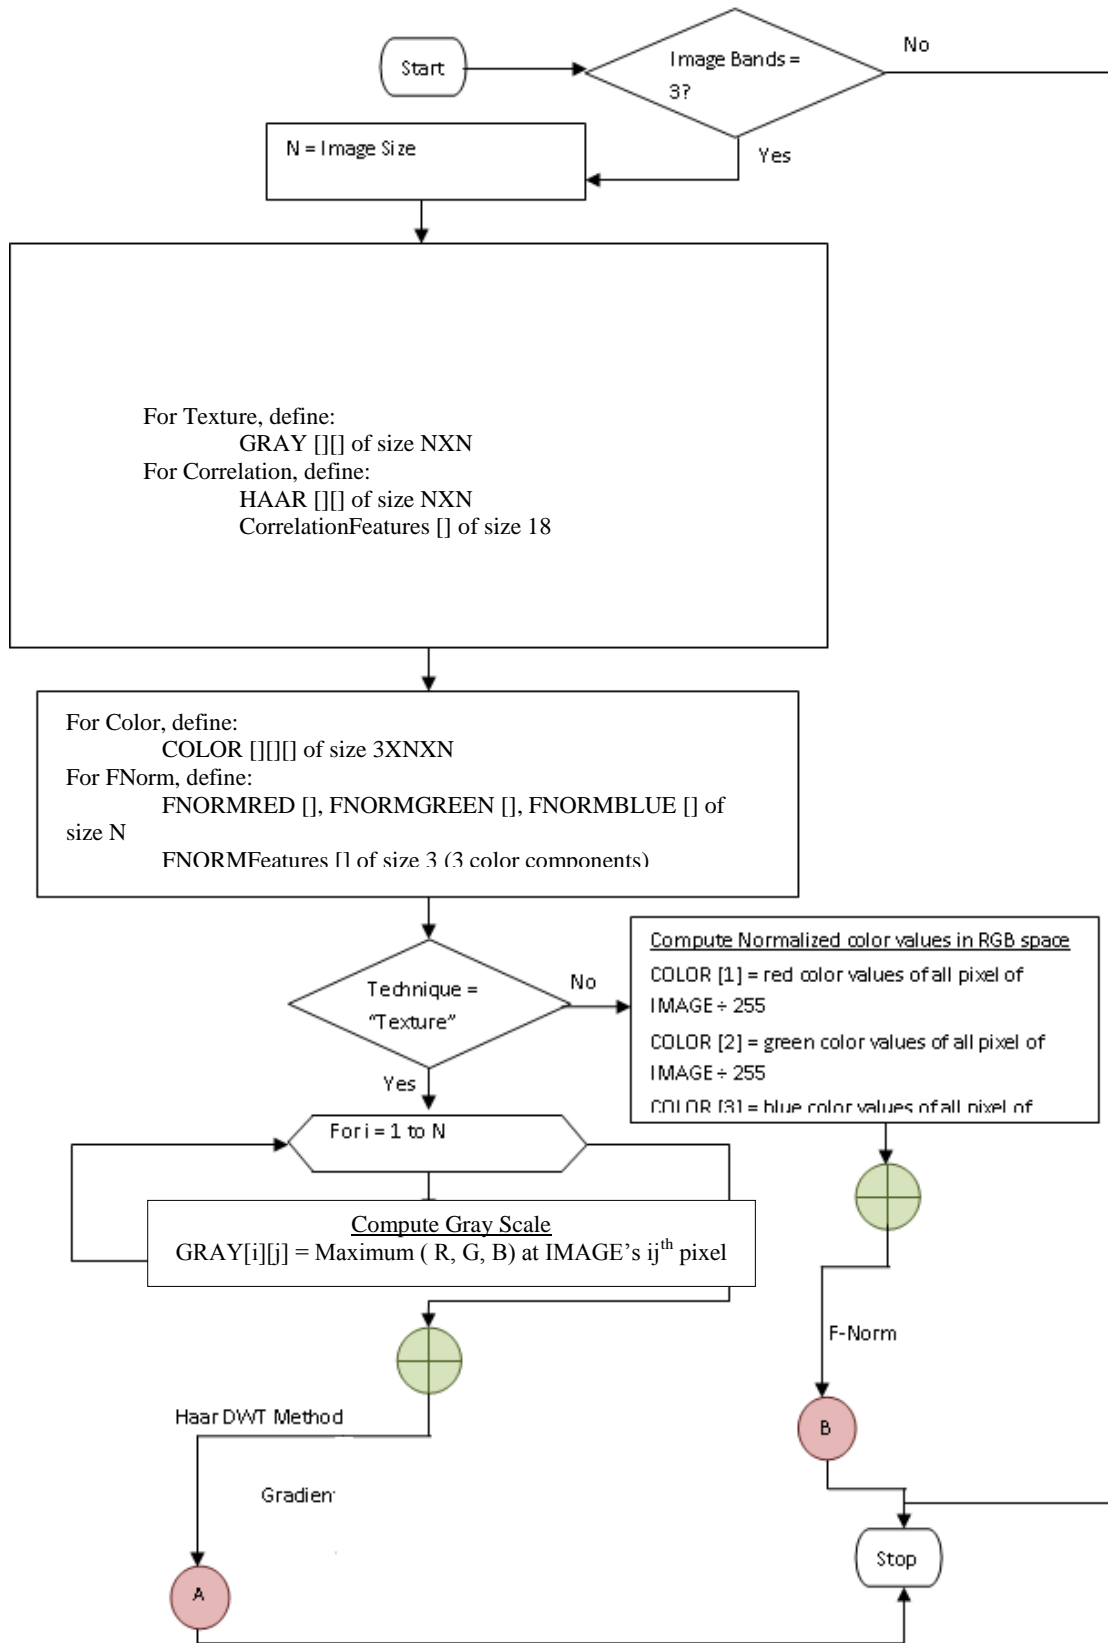 Start
Image Bands =
3?
No
Yes
N = Image Size
For Texture, define:
GRAY [][] of size NXN
For Correlation, define:
HAAR [][] of size NXN
CorrelationFeatures [] of size 18
For Color, define:
COLOR [][][] of size 3XNXN
For FNorm, define:
FNORMRED [], FNORMGREEN [], FNORMBLUE [] of
size N
FNORMFeatures [] of size 3 (3 color components)
Technique =
"Texture"
No
Yes
Compute Normalized color values in RGB space
COLOR [1] = red color values of all pixel of
IMAGE ÷ 255
COLOR [2] = green color values of all pixel of
IMAGE ÷ 255
COLOR [3] = blue color values of all pixel of
For i = 1 to N
Compute Gray Scale
GRAY[i][j] = Maximum ( R, G, B) at IMAGE's ij^th pixel
F-Norm
B
Haar DWT Method
Gradient
A
Stop